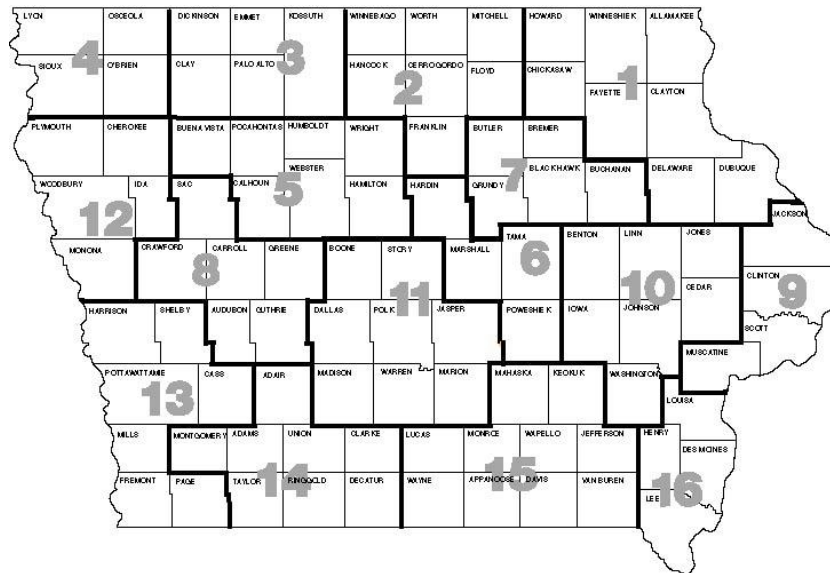 LYON OSCEOLA DICKINSON EMMET KOSSUTH WINNEBAGO WORTH MITCHELL HOWARD WINNESHIEK ALLAMAKEE
4 3
SIOUX O'BRIEN CLAY PALO ALTO HANCOCK CERRO GORDO FLOYD CHICKASAW
2 1
FAYETTE CLAYTON
PLYMOUTH CHEROKEE BUENA VISTA POCAHONTAS HUMBOLDT WRIGHT FRANKLIN BUTLER BREMER
WEBSTER BLACKHAWK BUCHANAN DELAWARE DUBUQUE
WOODBURY IDA SAC CALHOUN 5 HAMILTON HARDIN GRUNDY 7
JACKSON
12
MONONA CRAWFORD CARROLL GREENE BOONE STORY MARSHALL TAMA BENTON LINN JONES
8 6
CLINTON
CEDAR
11 10 9
HARRISON SHELBY AUDUBON GUTHRIE DALLAS POLK JASPER POWESHIEK IOWA JOHNSON
SCOTT
MUSCATINE
POTTAWATTAMIE CASS ADAIR MADISON WARREN MARION MAHASKA KEOKUK WASHINGTON
13
LOUISA
MILLS MONTGOMERY ADAMS UNION CLARKE LUCAS MONROE WAPELLO JEFFERSON HENRY
DES MOINES
14 15 16
FREMONT PAGE TAYLOR RINGGOLD DECATUR WAYNE APPANOOSE DAVIS VAN BUREN
LEE